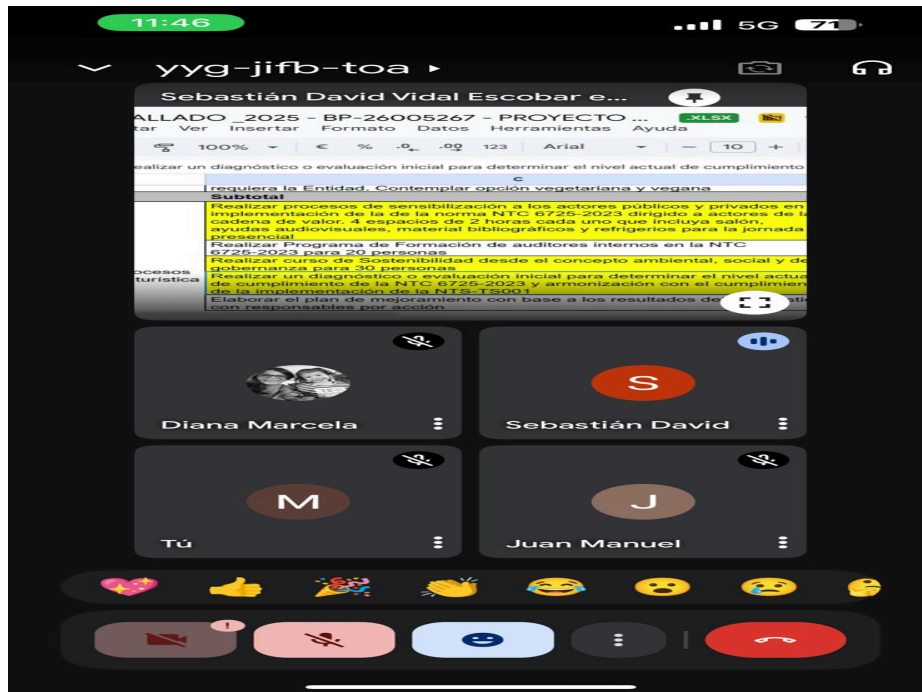 11:46
5G 71
yyg-jifb-toa
Sebastián David Vidal Escobar e...
ALLADO _2025 - BP-26005267 - PROYECTO ... .XLSX
tar Ver Insertar Formato Datos Herramientas Ayuda
100% € % .0 .00 123 Arial — 10 +
ealizar un diagnóstico o evaluación inicial para determinar el nivel actual de cumplimiento
C
requiera la Entidad. Contemplar opción vegetariana y vegana
Subtotal
Realizar procesos de sensibilización a los actores públicos y privados en
implementación de la de la norma NTC 6725-2023 dirigido a actores de la
cadena de valor. 4 espacios de 2 horas cada uno que incluya salón,
ayudas audiovisuales, material bibliográficos y refrigerios para la jornada
presencial
Realizar Programa de Formación de auditores internos en la NTC
6725-2023 para 20 personas
Realizar curso de Sostenibilidad desde el concepto ambiental, social y de
gobernanza para 30 personas
ocesos
turística
Realizar un diagnóstico o evaluación inicial para determinar el nivel actua
de cumplimiento de la NTC 6725-2023 y armonización con el cumplimien
de la implementación de la NTS-TS001
Elaborar el plan de mejoramiento con base a los resultados de
con responsables por acción
S
Diana Marcela
Sebastián David
M
J
Tú
Juan Manuel